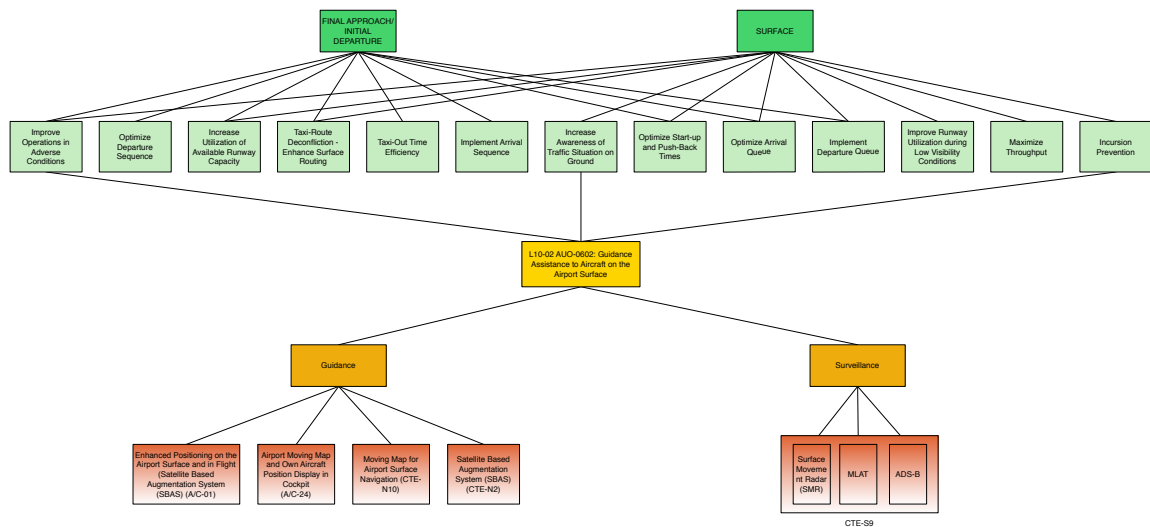 FINAL APPROACH/
INITIAL
DEPARTURE
SURFACE
Improve
Operations in
Adverse
Conditions
Optimize
Departure
Sequence
Increase
Utilization of
Available Runway
Capacity
Taxi-Route
Deconfliction -
Enhance Surface
Routing
Taxi-Out Time
Efficiency
Implement Arrival
Sequence
Increase
Awareness of
Traffic Situation on
Ground
Optimize Start-up
and Push-Back
Times
Optimize Arrival
Queue
Implement
Departure Queue
Improve Runway
Utilization during
Low Visibility
Conditions
Maximize
Throughput
Incursion
Prevention
L10-02 AUO-0602: Guidance
Assistance to Aircraft on the
Airport Surface
Guidance
Surveillance
Enhanced Positioning on the
Airport Surface and in Flight
(Satellite Based
Augmentation System
(SBAS) (A/C-01)
Airport Moving Map
and Own Aircraft
Position Display in
Cockpit
(A/C-24)
Moving Map for
Airport Surface
Navigation (CTE-
N10)
Satellite Based
Augmentation
System (SBAS)
(CTE-N2)
Surface
Moveme
nt Radar
(SMR)
MLAT
ADS-B
CTE-S9